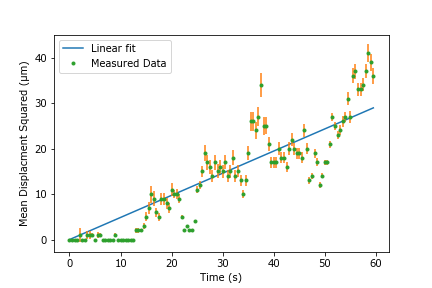 Linear fit
Measured Data
Mean Displacment Squared (μm)
40
30
20
10
0
0 10 20 30 40 50 60
Time (s)